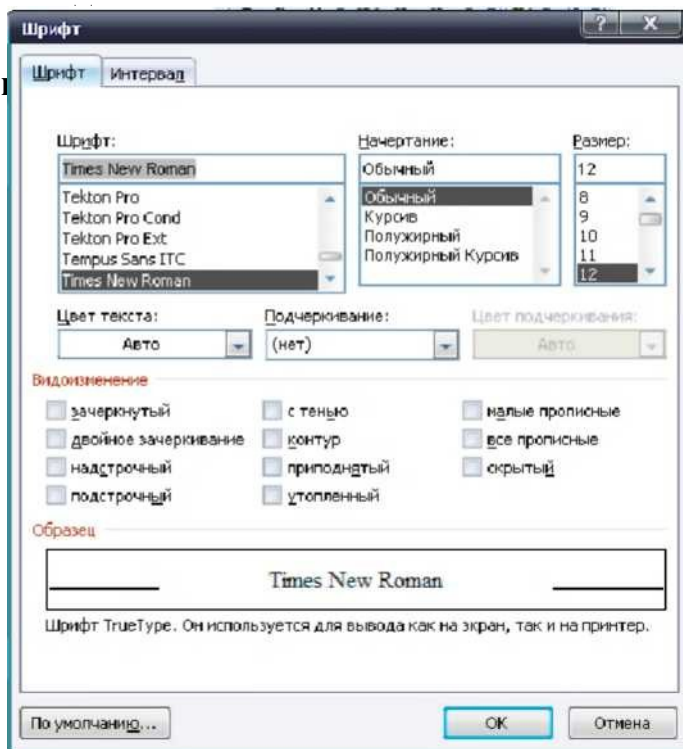 Шрифт
? X
Шрифт Интервал
Шрифт: Начертание: Размер:
Times New Roman Обычный 12
Tekton Pro Обычный 8
Tekton Pro Cond Курсив 9
Tekton Pro Ext Полужирный 10
Tempus Sans ITC Полужирный Курсив 11
Times New Roman 12
Цвет текста: Подчеркивание: Цвет подчеркивания:
Авто (нет) Авто
Видоизменение
зачеркнутый с тенью малые прописные
двойное зачеркивание контур все прописные
надстрочный приподнятый скрытый
подстрочный утопленный
Образец
Times New Roman
Шрифт TrueType. Он используется для вывода как на экран, так и на принтер.
По умолчанию... ОК Отмена